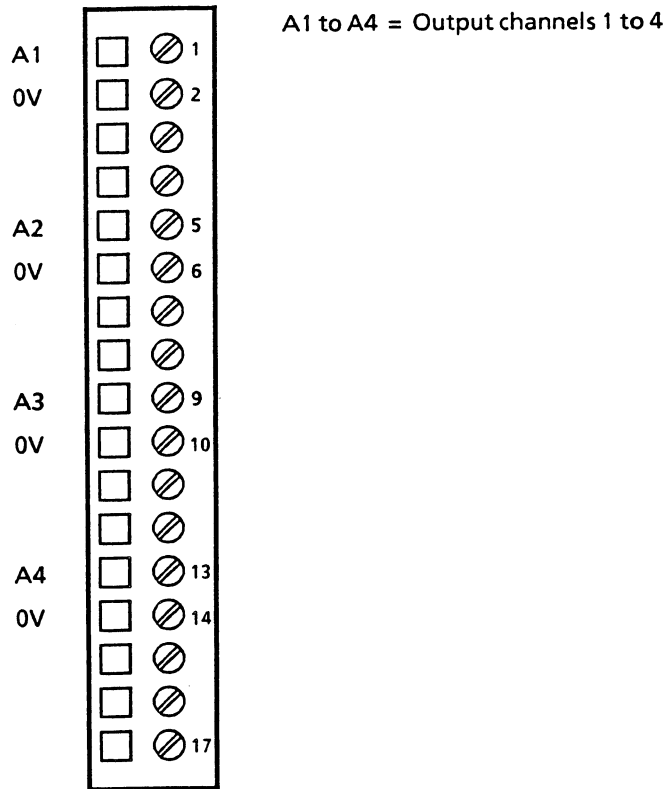 A1 to A4 = Output channels 1 to 4
A1 1
0V 2
A2 5
0V 6
A3 9
0V 10
A4 13
0V 14
17